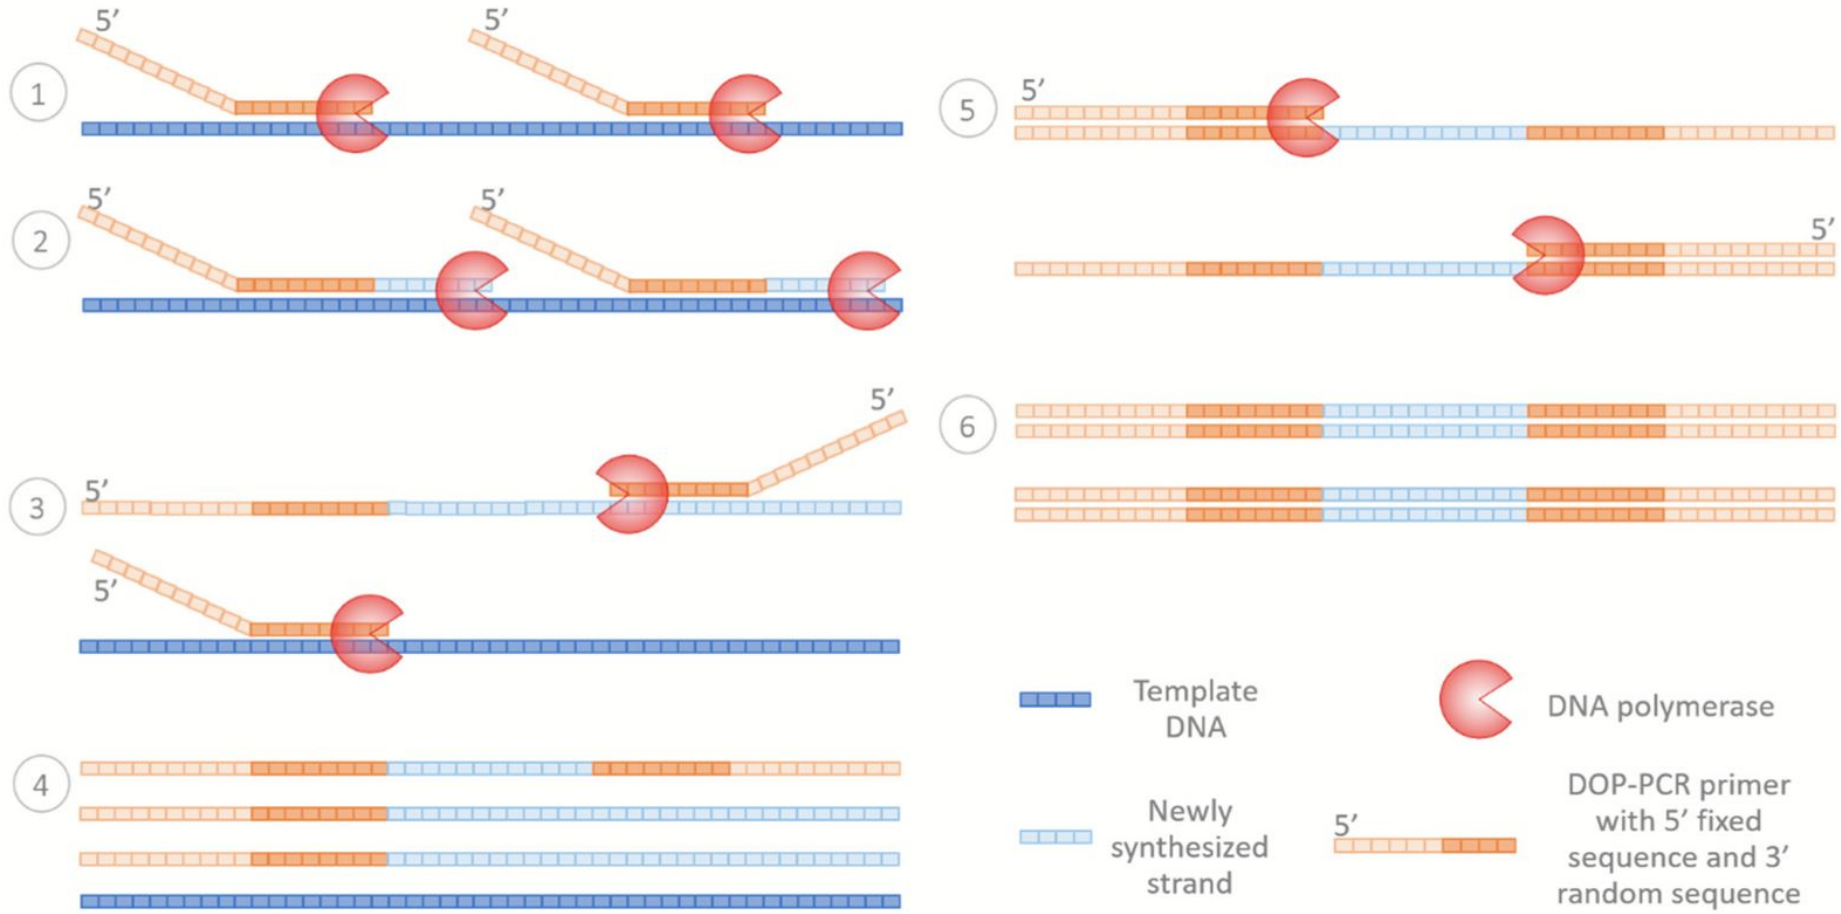 1
5’
5’
2
5’
5’
3
5’
5’
5’
4
5
5’
5’
6
Template
DNA
DNA polymerase
Newly
synthesized
strand
5’
DOP-PCR primer
with 5’ fixed
sequence and 3’
random sequence